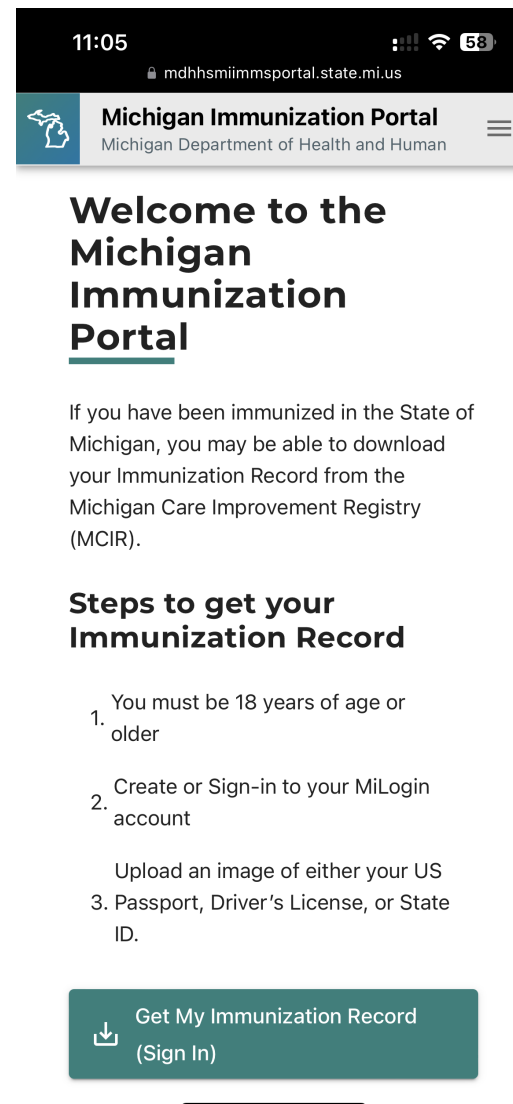 11:05
58
mdhhsmiimmsportal.state.mi.us
Michigan Immunization Portal
Michigan Department of Health and Human
Welcome to the
Michigan
Immunization
Portal
If you have been immunized in the State of
Michigan, you may be able to download
your Immunization Record from the
Michigan Care Improvement Registry
(MCIR).
Steps to get your
Immunization Record
1. You must be 18 years of age or
older
2. Create or Sign-in to your MiLogin
account
Upload an image of either your US
3. Passport, Driver's License, or State
ID.
Get My Immunization Record
(Sign In)